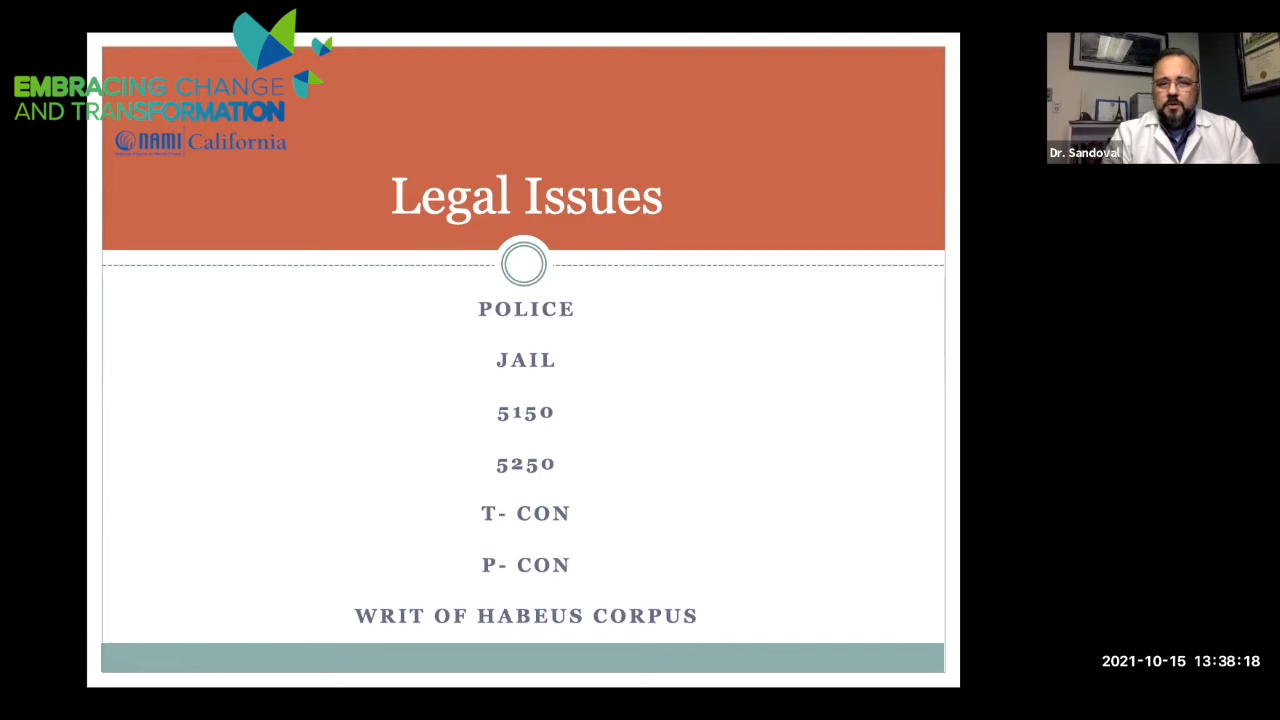 EMBRACING CHANGE
AND TRANSFORMATION
NAMI California
Legal Issues
POLICE
JAIL
5150
5250
T- CON
P- CON
WRIT OF HABEUS CORPUS
Dr. Sandoval
2021-10-15 13:38:18